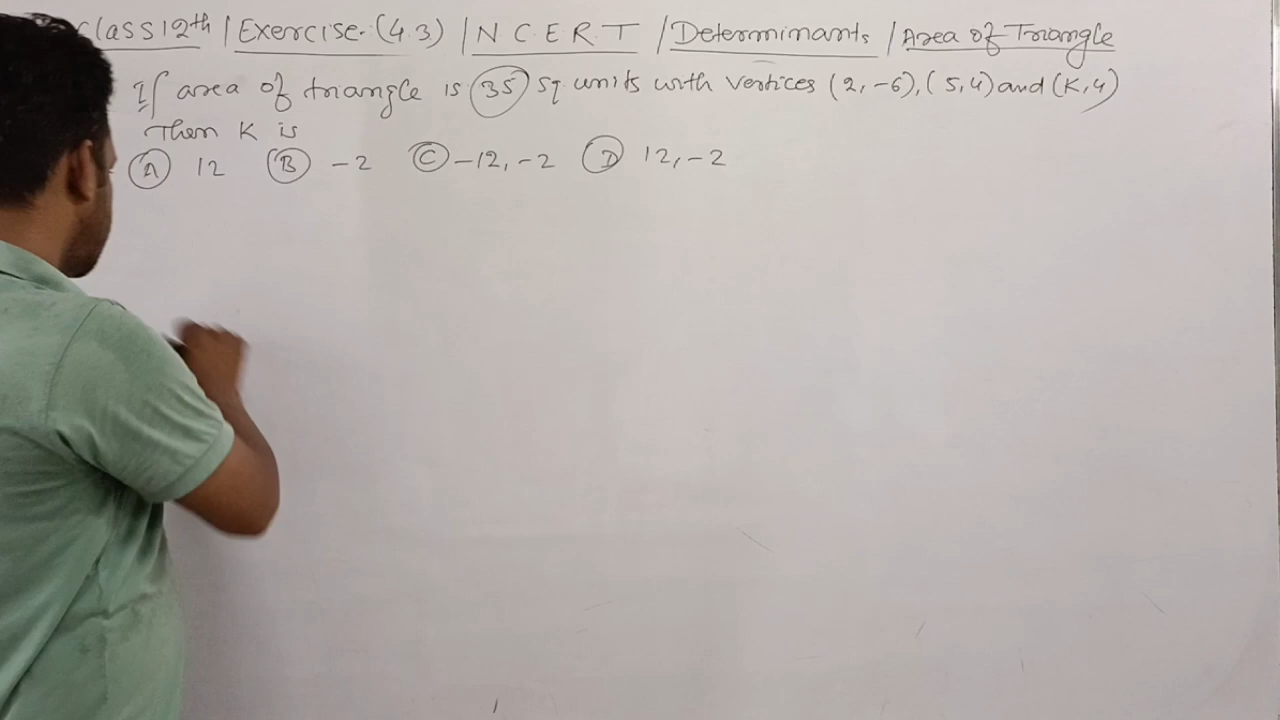 Class 12th / Exercise-(4.3) / N C E R T / Determinants / Area of Triangle
If area of triangle is 35 sq units with vertices (2,-6), (5,4) and (K,4)
Then K is
(A) 12 (B) -2 (C) -12, -2 (D) 12, -2